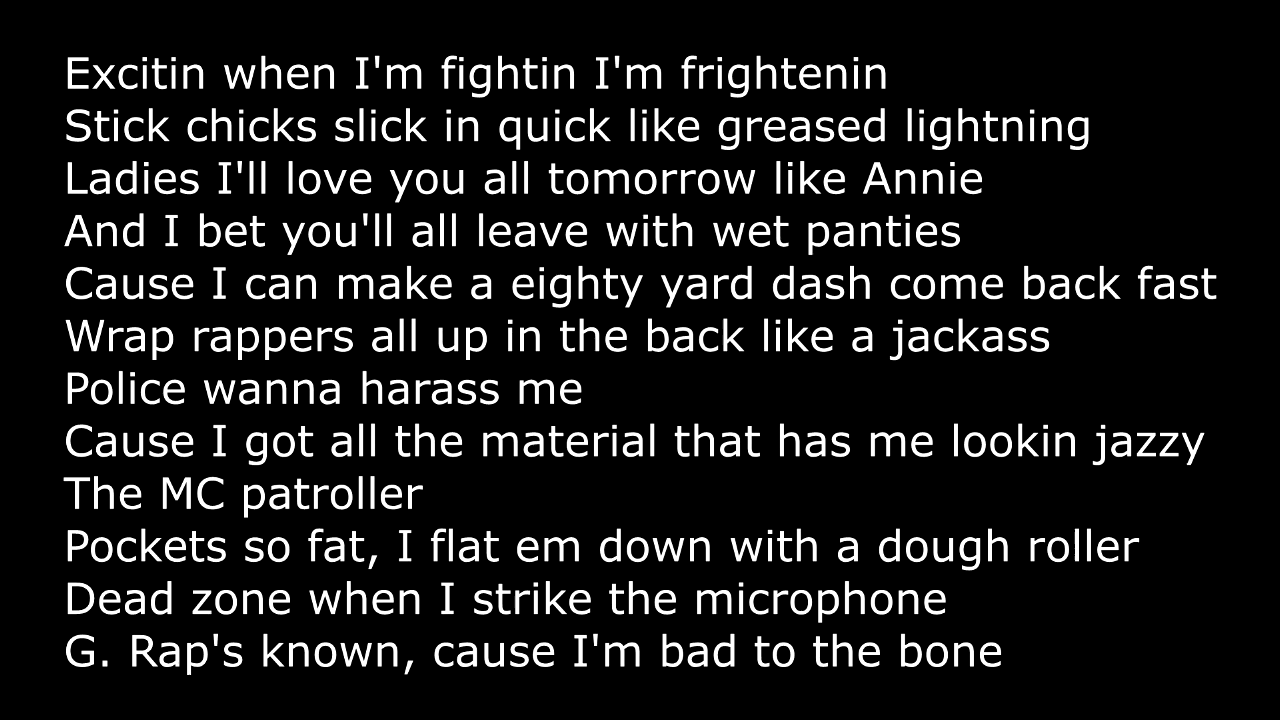 Excitin when I'm fightin I'm frightenin
Stick chicks slick in quick like greased lightning
Ladies I'll love you all tomorrow like Annie
And I bet you'll all leave with wet panties
Cause I can make a eighty yard dash come back fast
Wrap rappers all up in the back like a jackass
Police wanna harass me
Cause I got all the material that has me lookin jazzy
The MC patroller
Pockets so fat, I flat em down with a dough roller
Dead zone when I strike the microphone
G. Rap's known, cause I'm bad to the bone